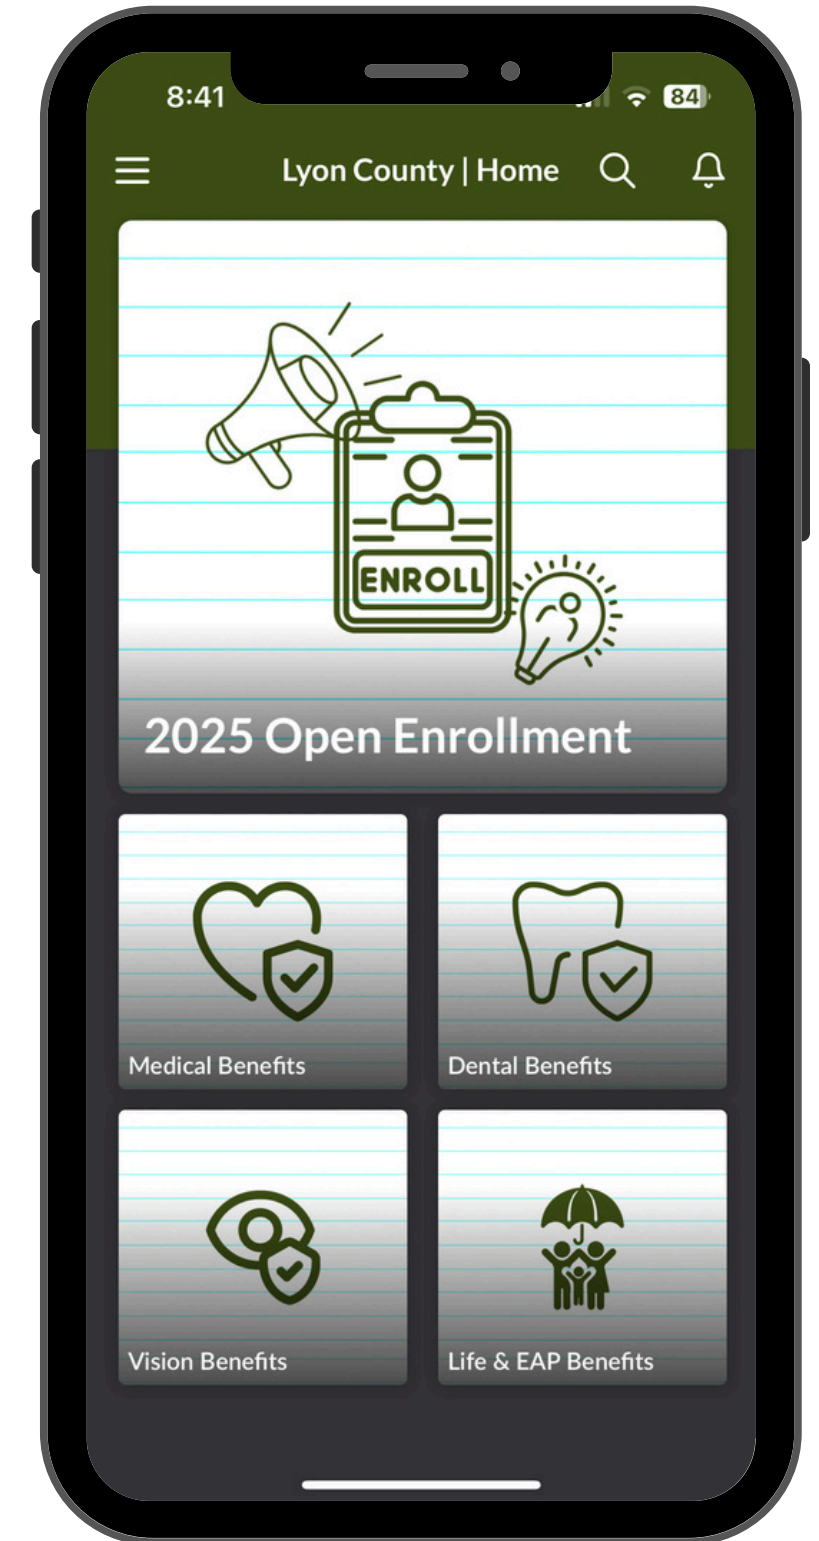 8:41
84
Lyon County | Home
ENROLL
2025 Open Enrollment
Medical Benefits
Dental Benefits
Vision Benefits
Life & EAP Benefits